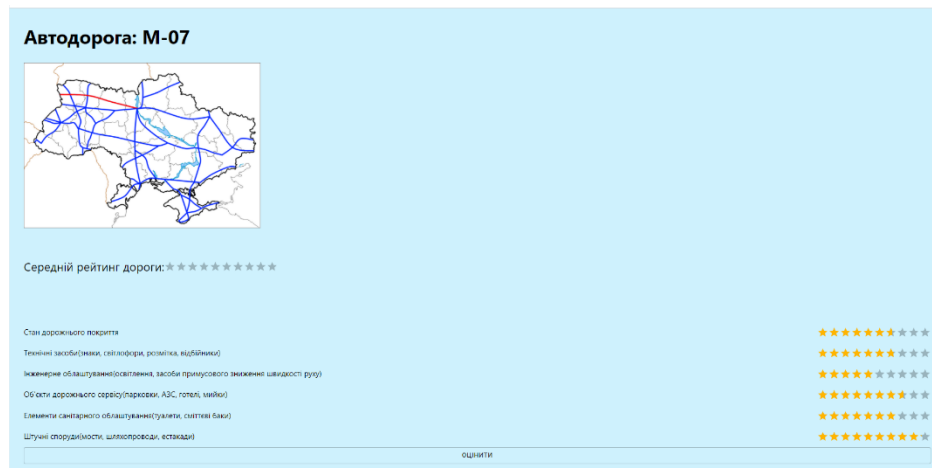 Автодорога: М-07
Середній рейтинг дороги:
Стан дорожнього покриття
Технічні засоби(знаки, світлофори, розмітка, відбійники)
Інженерне облаштування(освітлення, засоби примусового зниження швидкості руху)
Об'єкти дорожнього сервісу(парковки, АЗС, готелі, мийки)
Елементи санітарного облаштування(туалети, сміттєві баки)
Штучні споруди(мости, шляхопроводи, естакади)
оцінити